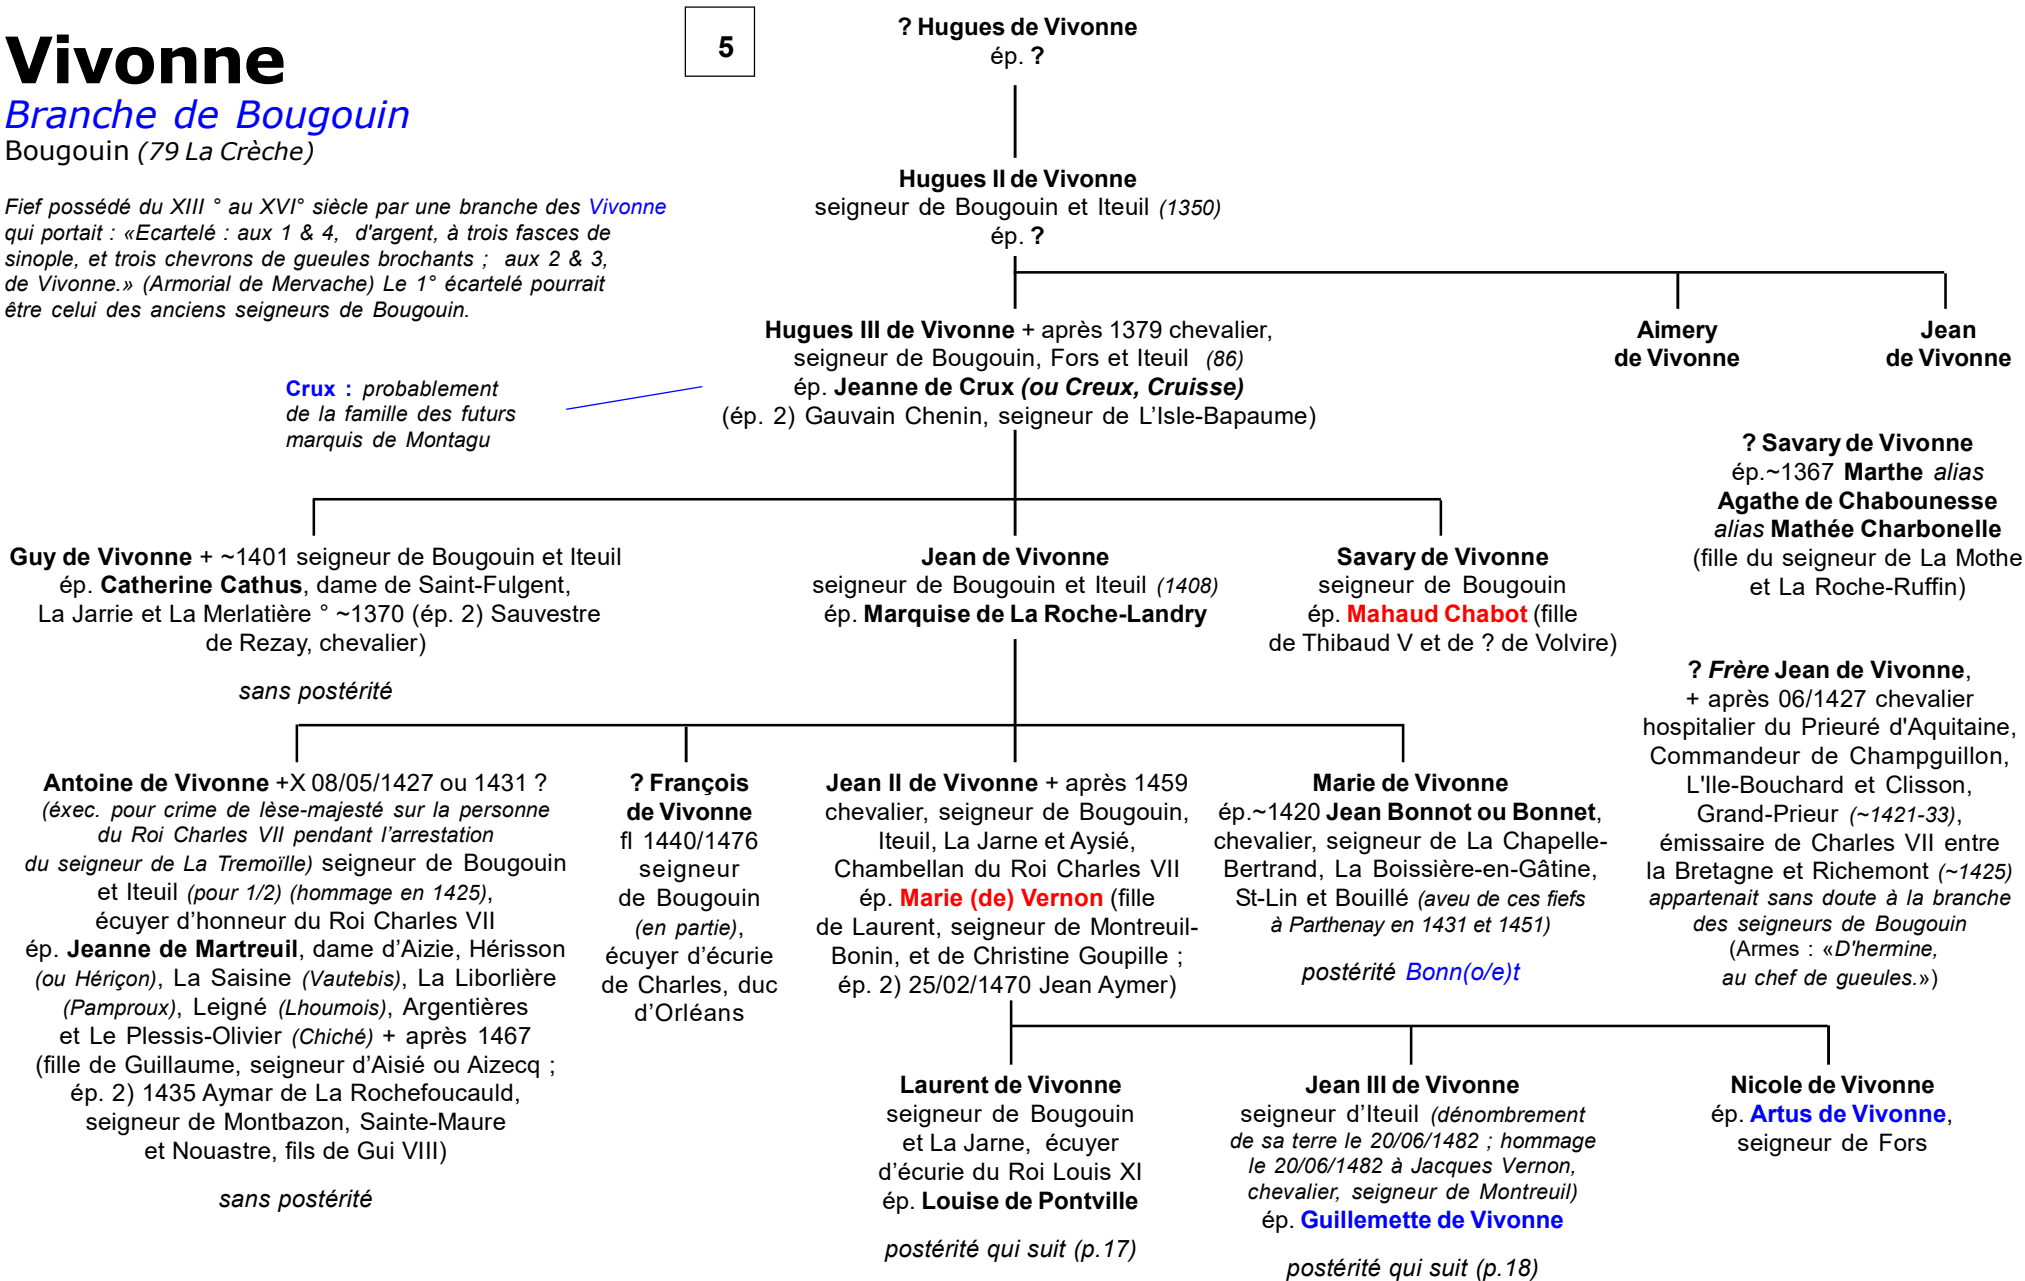 Vivonne
Branche de Bougouin
Bougouin (79 La Crèche)
5
Fief possédé du XIII ° au XVI° siècle par une branche des Vivonne
qui portait : «Ecartelé : aux 1 & 4, d'argent, à trois fasces de
sinople, et trois chevrons de gueules brochants ; aux 2 & 3,
de Vivonne.» (Armorial de Mervache) Le 1° écartelé pourrait
être celui des anciens seigneurs de Bougouin.
? Hugues de Vivonne
ép. ?
Hugues II de Vivonne
seigneur de Bougouin et Iteuil (1350)
ép. ?
Hugues III de Vivonne + après 1379 chevalier,
seigneur de Bougouin, Fors et Iteuil (86)
ép. Jeanne de Crux (ou Creux, Cruisse)
(ép. 2) Gauvain Chenin, seigneur de L’Isle-Bapaume)
Aimery
de Vivonne
Jean
de Vivonne
Crux : probablement
de la famille des futurs
marquis de Montagu
? Savary de Vivonne
ép.~1367 Marthe alias
Agathe de Chabounesse
alias Mathée Charbonelle
(fille du seigneur de La Mothe
et La Roche-Ruffin)
Guy de Vivonne + ~1401 seigneur de Bougouin et Iteuil
ép. Catherine Cathus, dame de Saint-Fulgent,
La Jarrie et La Merlatière ° ~1370 (ép. 2) Sauvestre
de Rezay, chevalier)
sans postérité
Jean de Vivonne
seigneur de Bougouin et Iteuil (1408)
ép. Marquise de La Roche-Landry
Savary de Vivonne
seigneur de Bougouin
ép. Mahaud Chabot (fille
de Thibaud V et de ? de Volvire)
? Frère Jean de Vivonne,
+ après 06/1427 chevalier
hospitalier du Prieuré d'Aquitaine,
Commandeur de Champguillon,
L'Ile-Bouchard et Clisson,
Grand-Prieur (~1421-33),
émissaire de Charles VII entre
la Bretagne et Richemont (~1425)
appartenait sans doute à la branche
des seigneurs de Bougouin
(Armes : «D'hermine,
au chef de gueules.»)
Antoine de Vivonne +X 08/05/1427 ou 1431 ?
(éxec. pour crime de lèse-majesté sur la personne
du Roi Charles VII pendant l’arrestation
du seigneur de La Tremoïlle) seigneur de Bougouin
et Iteuil (pour 1/2) (hommage en 1425),
écuyer d’honneur du Roi Charles VII
ép. Jeanne de Martreuil, dame d’Aizie, Hérisson
(ou Hériçon), La Saisine (Vautebis), La Liborlière
(Pamproux), Leigné (Lhoumois), Argentières
et Le Plessis-Olivier (Chiché) + après 1467
(fille de Guillaume, seigneur d’Aisié ou Aizecq ;
ép. 2) 1435 Aymar de La Rochefoucauld,
seigneur de Montbazon, Sainte-Maure
et Nouastre, fils de Gui VIII)
sans postérité
? François
de Vivonne
fl 1440/1476
seigneur
de Bougouin
(en partie),
écuyer d’écurie
de Charles, duc
d’Orléans
Jean II de Vivonne + après 1459
chevalier, seigneur de Bougouin,
Iteuil, La Jarne et Aysié,
Chambellan du Roi Charles VII
ép. Marie (de) Vernon (fille
de Laurent, seigneur de Montreuil-
Bonin, et de Christine Goupille ;
ép. 2) 25/02/1470 Jean Aymer)
Marie de Vivonne
ép.~1420 Jean Bonnot ou Bonnet,
chevalier, seigneur de La Chapelle-
Bertrand, La Boissière-en-Gâtine,
St-Lin et Bouillé (aveu de ces fiefs
à Parthenay en 1431 et 1451)
postérité Bonn(o/e)t
Laurent de Vivonne
seigneur de Bougouin
et La Jarne, écuyer
d’écurie du Roi Louis XI
ép. Louise de Pontville
postérité qui suit (p.17)
Jean III de Vivonne
seigneur d’Iteuil (dénombrement
de sa terre le 20/06/1482 ; hommage
le 20/06/1482 à Jacques Vernon,
chevalier, seigneur de Montreuil)
ép. Guillemette de Vivonne
postérité qui suit (p.18)
Nicole de Vivonne
ép. Artus de Vivonne,
seigneur de Fors